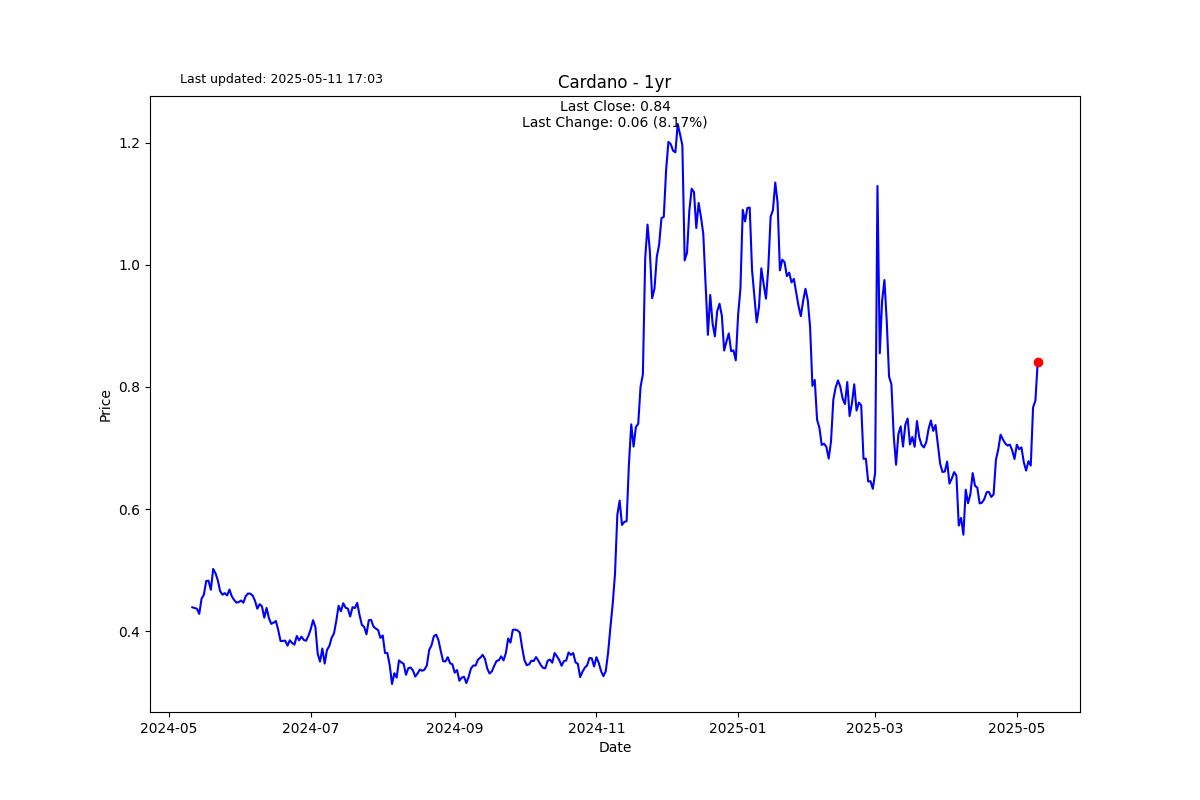 Last updated: 2025-05-11 17:03
Cardano - 1yr
Last Close: 0.84
Last Change: 0.06 (8.17%)
Price
1.2
1.0
0.8
0.6
0.4
2024-05
2024-07
2024-09
2024-11
2025-01
2025-03
2025-05
Date